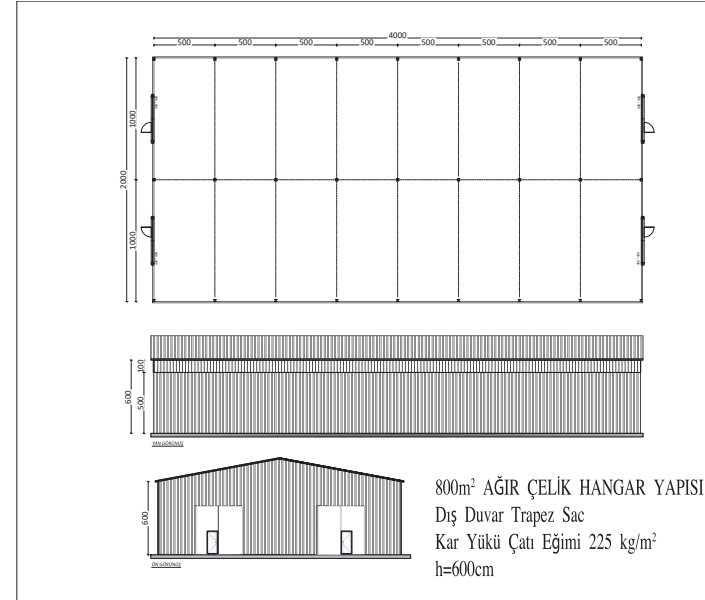 4000
500 500 500 500 500 500 500 500
1000
2000
1000
100
600
500
YAN GÖRÜNÜŞ
600
ÖN GÖRÜNÜŞ
800m² AĞIR ÇELİK HANGAR YAPISI
Dış Duvar Trapez Sac
Kar Yükü Çatı Eğimi 225 kg/m²
h=600cm